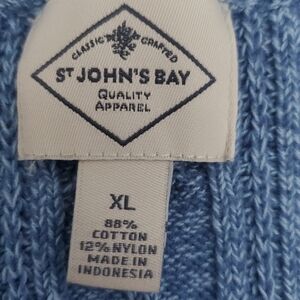 CLASSIC CRAFTED
ST JOHN'S BAY
QUALITY
APPAREL
XL
88%
COTTON
12% NYLON
MADE IN
INDONESIA